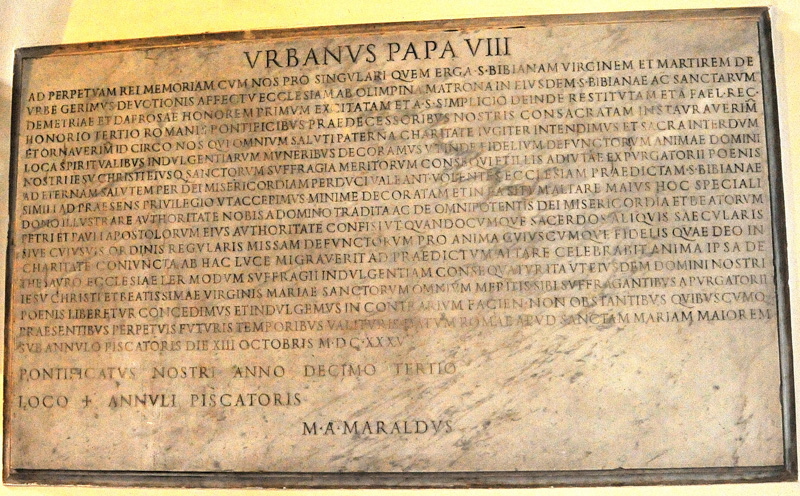 VRBANVS PAPA VIII
AD PERPETVAM REI MEMORIAM CVM NOS PRO SINGVLARI QVEM ERGA·S·BIBIANAM VIRGINEM ET MARTIREM DE
VRBE GERIMVS DEVOTIONIS AFFECTV ECCLESIAM AB OLIMPINA MATRONA IN EIVSDEM·S·BIBIANAE AC SANCTARVM
DEMETRIAE ET DAFROSAE HONOREM PRIMVM EXCITATAM ET A·S·SIMPLICIO DEINDE RESTITVTAM ET A FAEL·REC·
HONORIO TERTIO ROMANIS PONTIFICIBVS PRAEDECESSORIBVS NOSTRIS CONSACRATAM INSTAVRAVERIM
ET ORNAVERIM ID CIRCO NOS QVI OMNIVM SALVTI PATERNA CHARITATE IVGITER INTENDIMVS ET SACRA INTERDVM
LOCA SPIRITVALIBVS INDVLGENTIARVM MVNERIBVS DECORAMVS VT INDE FIDELIVM DEFVNCTORVM ANIMAE DOMINI
NOSTRI IESV CHRISTI EIVSQ·SANCTORVM SVFFRAGIA MERITORVM CONSEQVI ET ILLIS ADIVTAE EX PVRGATORII POENIS
AD ETERNAM SALVTEM PER DEI MISERICORDIAM PERDVCI VALEANT VOLENTES ECCLESIAM PRAEDICTAM·S·BIBIANAE
SIMILI AD PRAESENS PRIVILEGIO VT ACCEPIMVS MINIME DECORATAM ET IN EA SITVM ALTARE MAIVS HOC SPECIALI
DONO ILLVSTRARE AVTHORITATE NOBIS A DOMINO TRADITA AC DE OMNIPOTENTIS DEI MISERICORDIA ET BEATORVM
PETRI ET PAVLI APOSTOLORVM EIVS AVTHORITATE CONFISI VT QVANDOCVMQVE SACERDOS ALIQVIS SAECVLARIS
SIVE CVIVSVIS ORDINIS REGVLARIS MISSAM DEFVNCTORVM PRO ANIMA CVIVSCVMQVE FIDELIS QVAE DEO IN
CHARITATE CONIVNCTA AB HAC LVCE MIGRAVERIT AD PRAEDICTVM ALTARE CELEBRABIT ANIMA IPSA DE
THESAVRO ECCLESIAE PER MODVM SVFFRAGII INDVLGENTIAM CONSEQVATVR ITA VT EIVSDEM DOMINI NOSTRI
IESV CHRISTI ET BEATISSIMAE VIRGINIS MARIAE SANCTORVM OMNIVM MERITIS SIBI SVFFRAGANTIBVS A PVRGATORII
POENIS LIBERETVR CONCEDIMVS ET INDVLGEMVS IN CONTRARIVM FACIEN·NON OBSTANTIBVS QVIBVSCVMQ
PRAESENTIBVS PERPETVIS FVTVRIS TEMPORIBVS VALITVRIS DATVM ROMAE APVD SANCTAM MARIAM MAIOREM
SVB ANNVLO PISCATORIS DIE XIII OCTOBRIS M·DC·XXXV
PONTIFICATVS NOSTRI ANNO DECIMO TERTIO
LOCO + ANNVLI PISCATORIS
M·A·MARALDVS